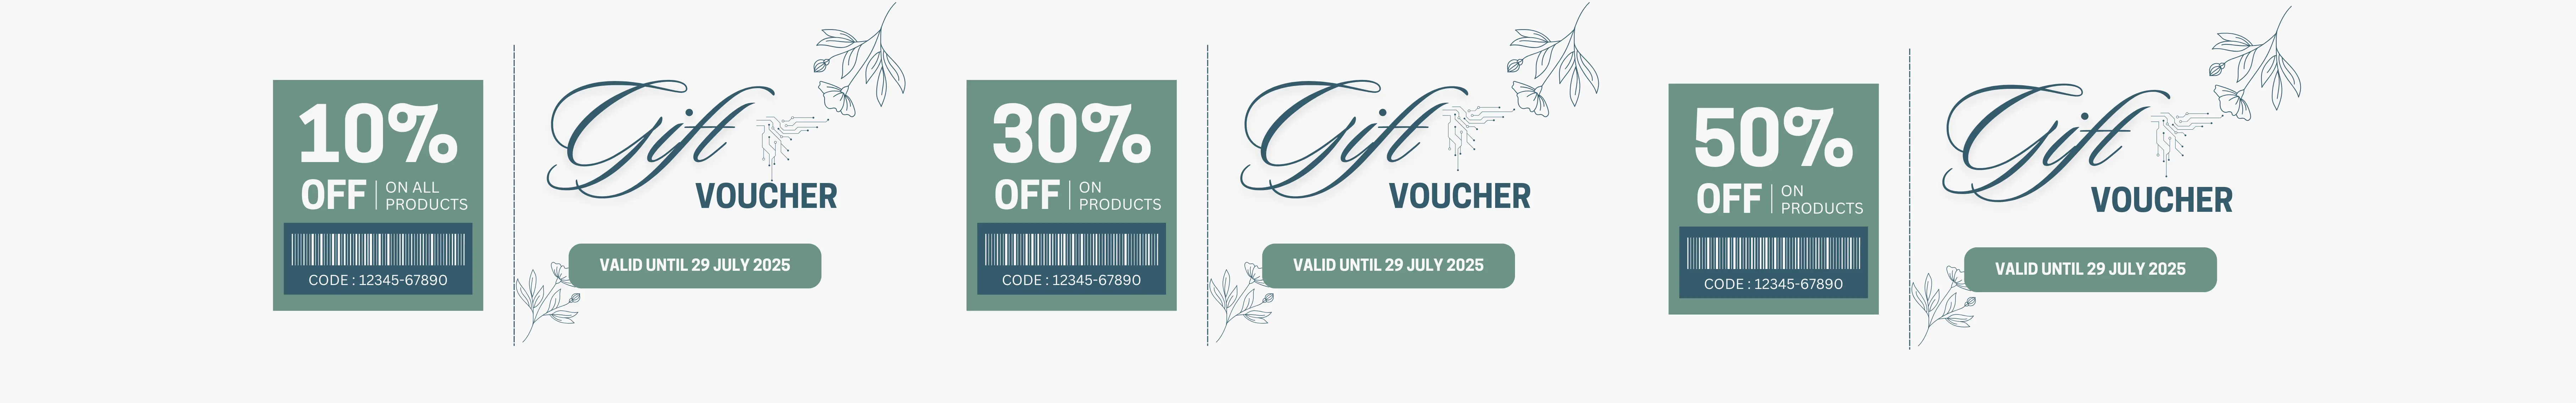 10%
OFF | ON ALL
PRODUCTS
CODE : 12345-67890
Gift
VOUCHER
VALID UNTIL 29 JULY 2025
30%
OFF | ON
PRODUCTS
CODE : 12345-67890
Gift
VOUCHER
VALID UNTIL 29 JULY 2025
50%
OFF | ON
PRODUCTS
CODE : 12345-67890
Gift
VOUCHER
VALID UNTIL 29 JULY 2025